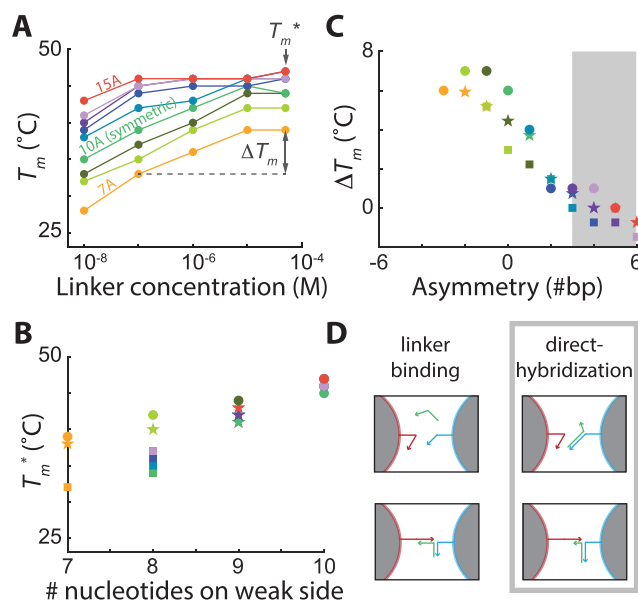 A
50
25
T_m (°C)
10^-8
10^-6
10^-4
Linker concentration (M)
15A
10A (symmetric)
7A
T_m*
ΔT_m
C
8
0
ΔT_m (°C)
-6
0
6
Asymmetry (#bp)
B
50
25
T_m* (°C)
7
8
9
10
# nucleotides on weak side
D
linker
binding
direct-
hybridization